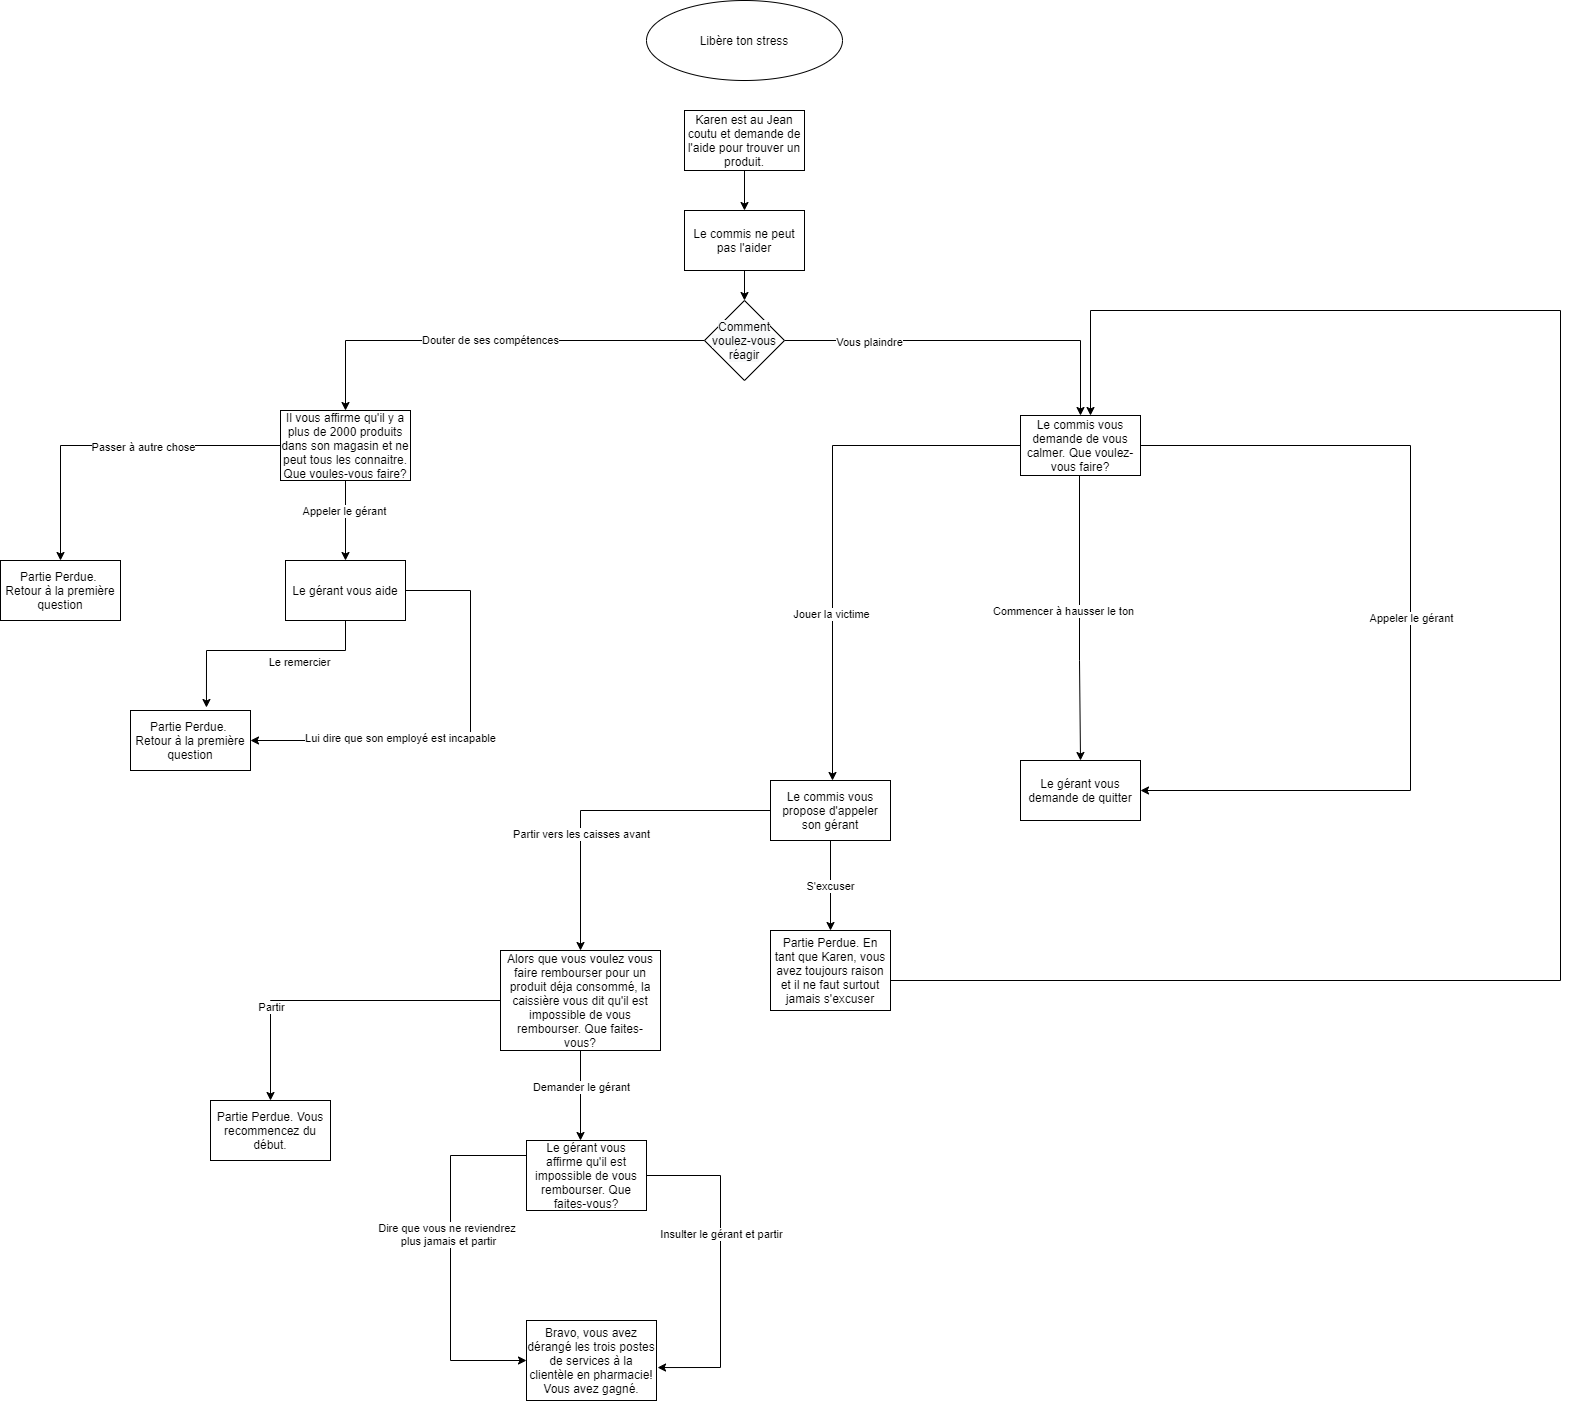 Libère ton stress
Karen est au Jean
coutu et demande de
l'aide pour trouver un
produit.
Le commis ne peut
pas l'aider
Comment
voulez-vous
réagir
Douter de ses compétences
Vous plaindre
Il vous affirme qu'il y a
plus de 2000 produits
dans son magasin et ne
peut tous les connaitre.
Que voules-vous faire?
Le commis vous
demande de vous
calmer. Que voulez-
vous faire?
Passer à autre chose
Appeler le gérant
Partie Perdue.
Retour à la première
question
Le gérant vous aide
Jouer la victime
Commencer à hausser le ton
Appeler le gérant
Le remercier
Partie Perdue.
Retour à la première
question
Lui dire que son employé est incapable
Le commis vous
propose d'appeler
son gérant
Le gérant vous
demande de quitter
Partir vers les caisses avant
S'excuser
Partie Perdue. En
tant que Karen, vous
avez toujours raison
et il ne faut surtout
jamais s'excuser
Alors que vous voulez vous
faire rembourser pour un
produit déja consommé, la
caissière vous dit qu'il est
impossible de vous
rembourser. Que faites-
vous?
Partir
Demander le gérant
Partie Perdue. Vous
recommencez du
début.
Le gérant vous
affirme qu'il est
impossible de vous
rembourser. Que
faites-vous?
Dire que vous ne reviendrez
plus jamais et partir
Insulter le gérant et partir
Bravo, vous avez
dérangé les trois postes
de services à la
clientèle en pharmacie!
Vous avez gagné.